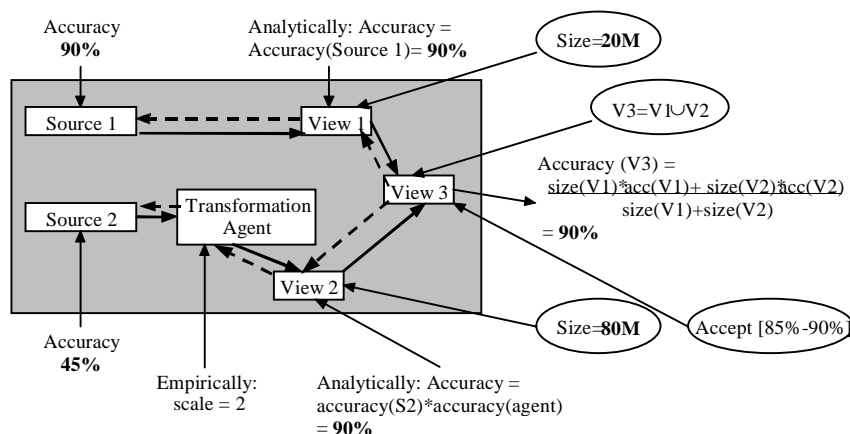 Accuracy
90%
Analytically: Accuracy =
Accuracy(Source 1)= 90%
Size=20M
Source 1
View 1
V3=V1∪V2
Accuracy (V3) =
size(V1)*acc(V1)+ size(V2)*acc(V2)
size(V1)+size(V2)
= 90%
Source 2
Transformation
Agent
View 3
View 2
Accuracy
45%
Size=80M
Accept [85%-90%]
Empirically:
scale = 2
Analytically: Accuracy =
accuracy(S2)*accuracy(agent)
= 90%